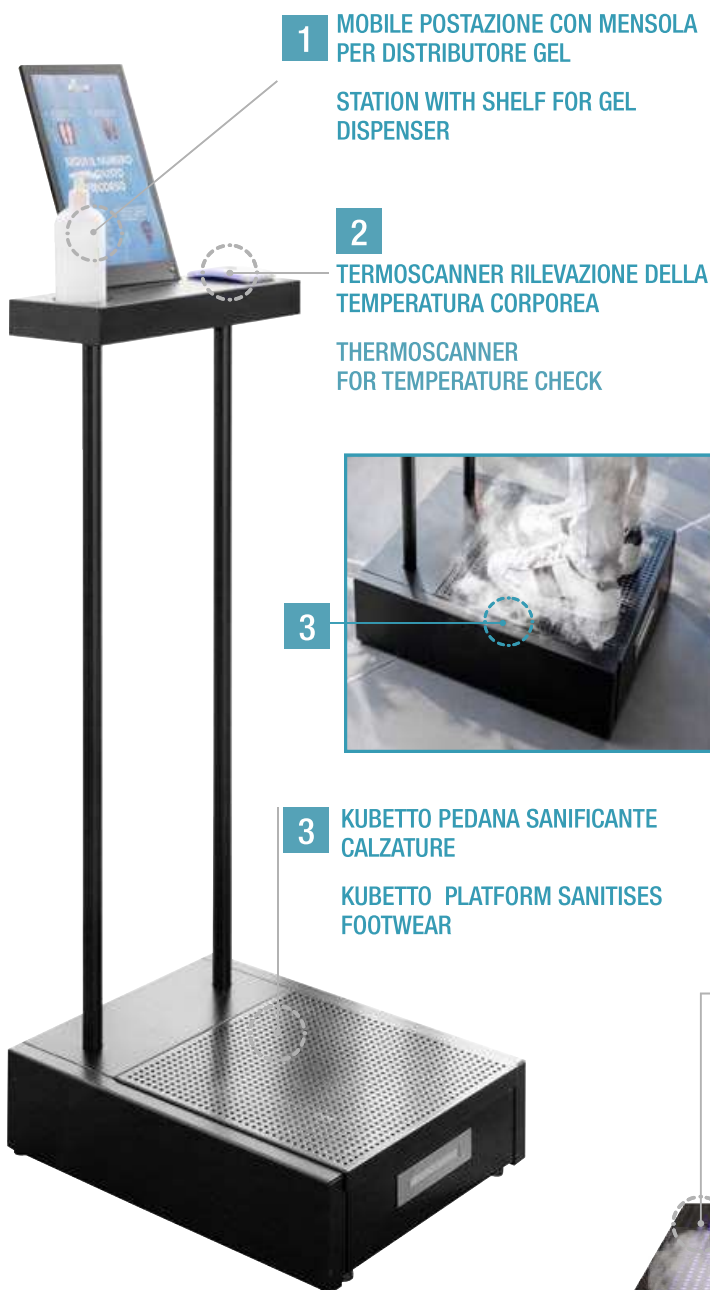 1
MOBILE POSTAZIONE CON MENSOLA
PER DISTRIBUTORE GEL
STATION WITH SHELF FOR GEL
DISPENSER
2
TERMOSCANNER RILEVAZIONE DELLA
TEMPERATURA CORPOREA
THERMOSCANNER
FOR TEMPERATURE CHECK
3
3
KUBETTO PEDANA SANIFICANTE
CALZATURE
KUBETTO PLATFORM SANITISES
FOOTWEAR